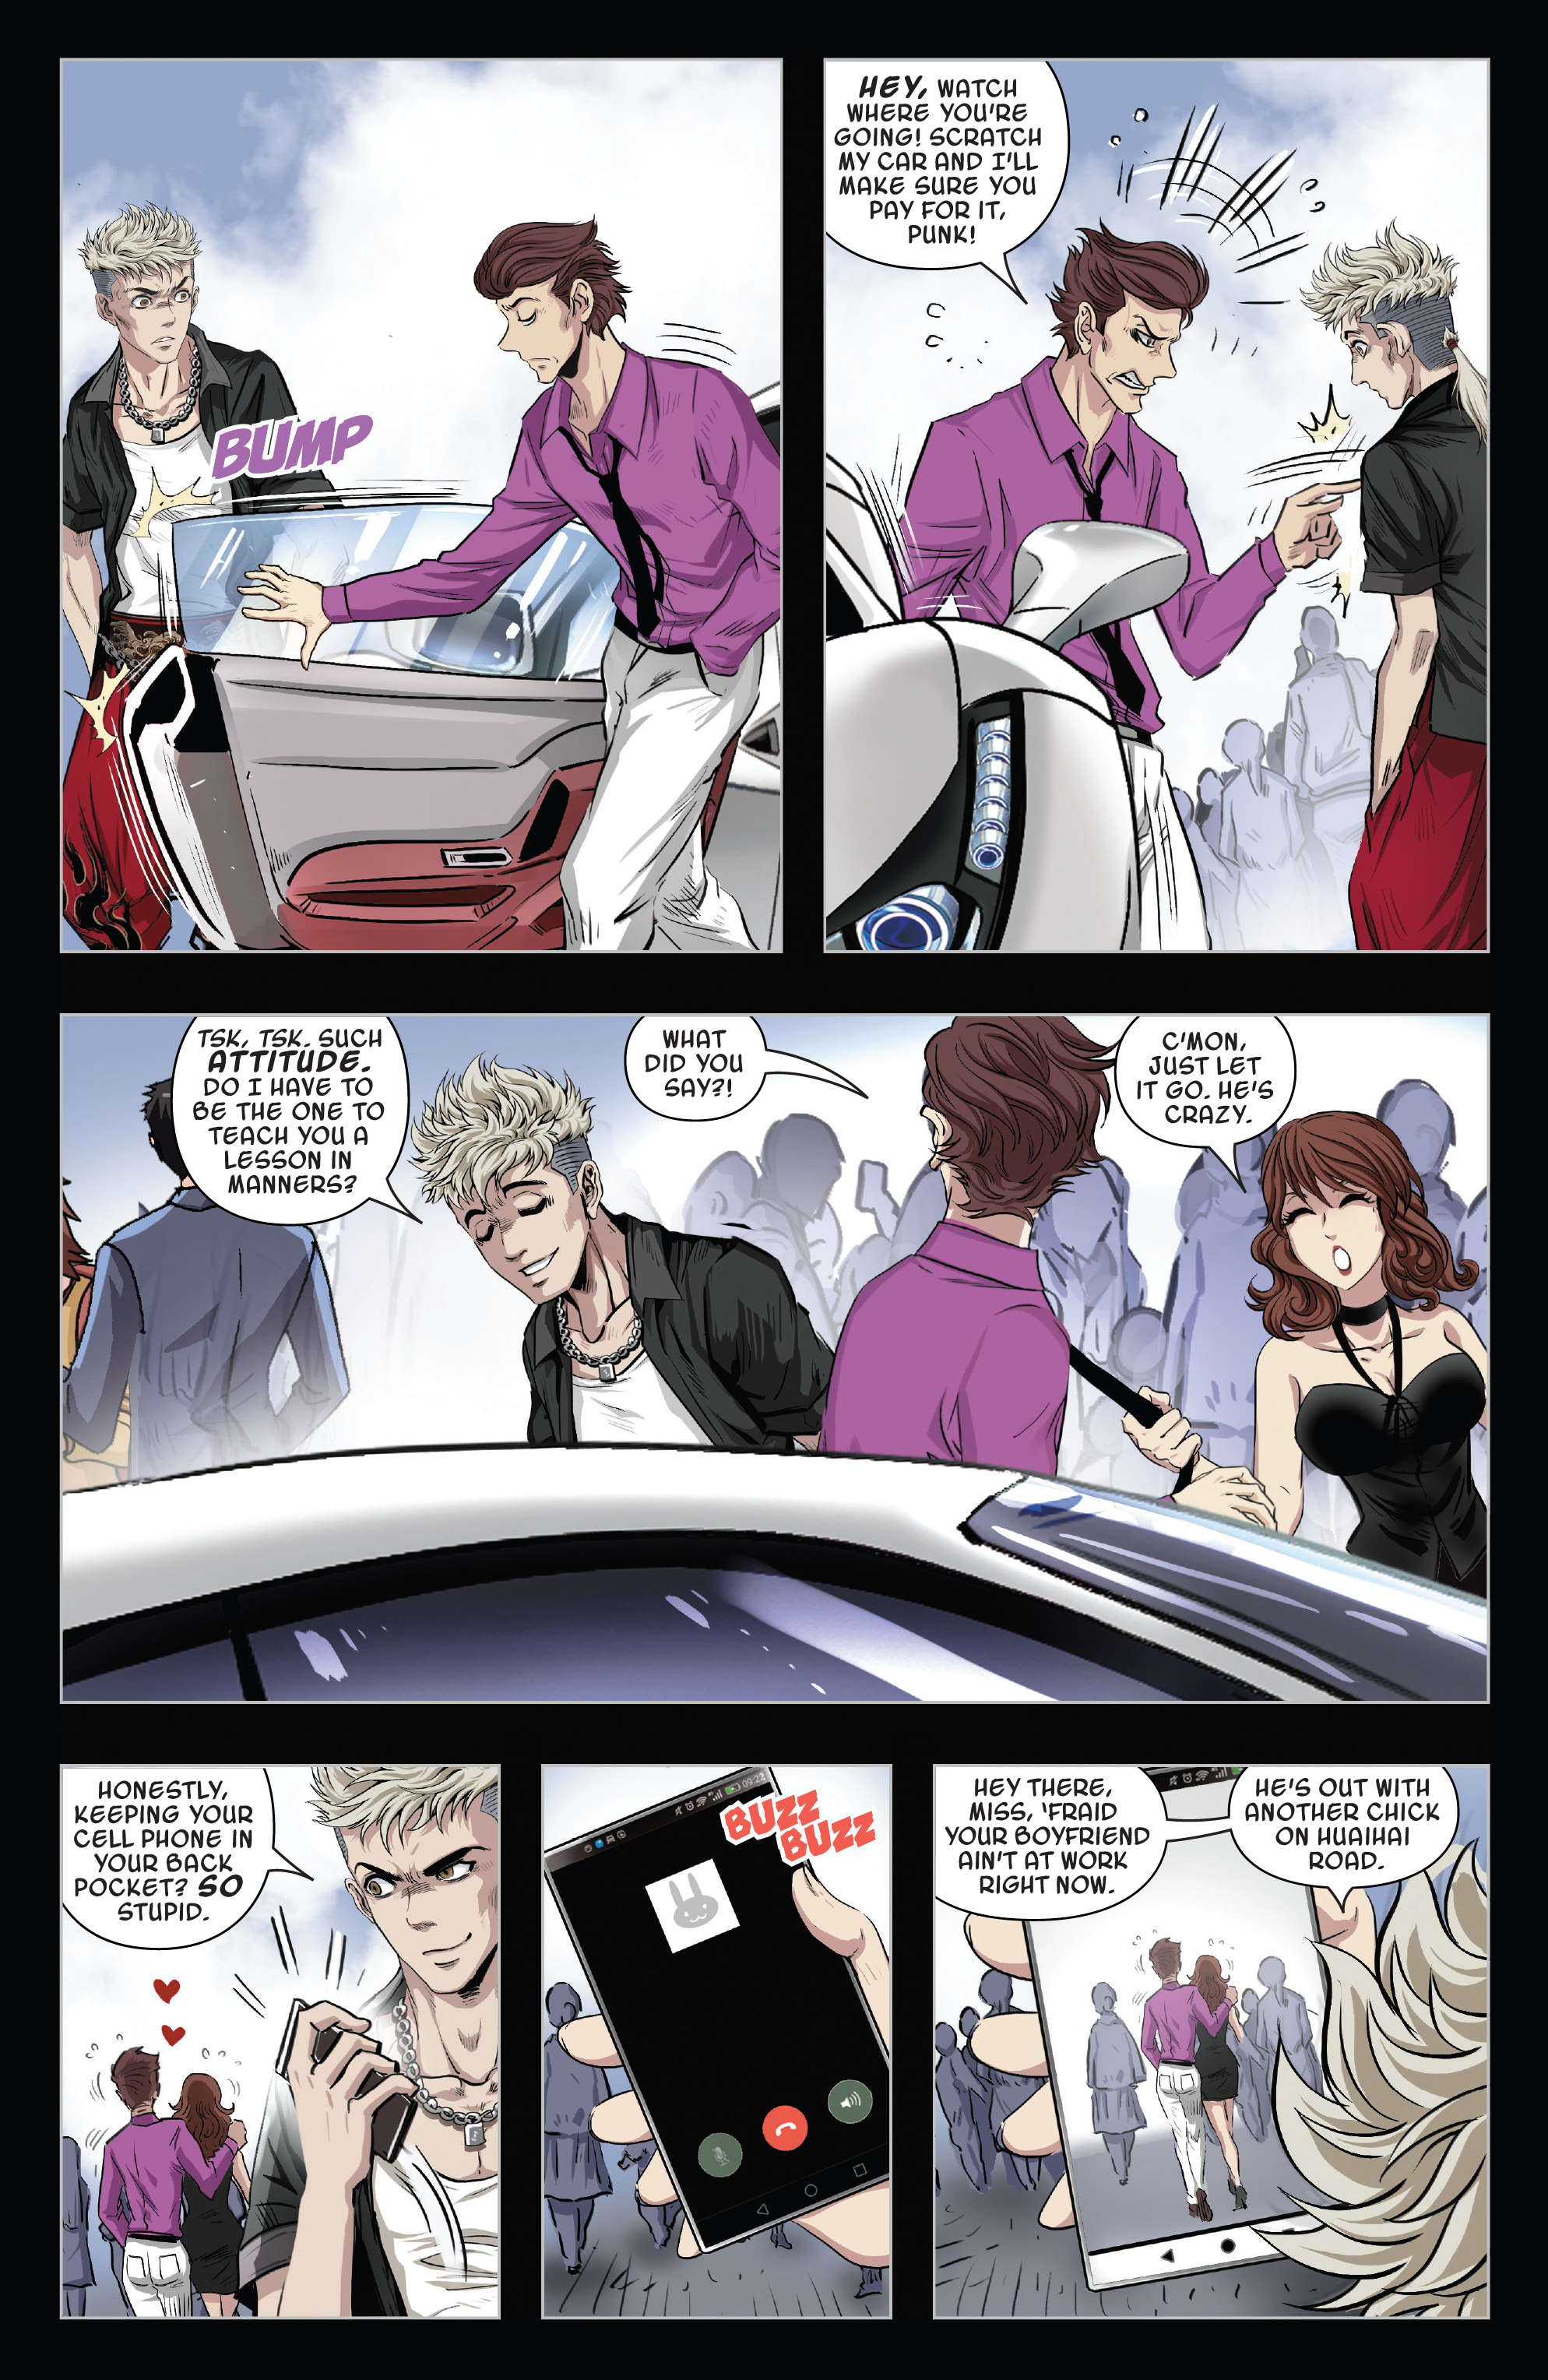 BUMP
HEY, WATCH
WHERE YOU'RE
GOING! SCRATCH
MY CAR AND I'LL
MAKE SURE YOU
PAY FOR IT,
PUNK!
TSK, TSK. SUCH
ATTITUDE.
DO I HAVE TO
BE THE ONE TO
TEACH YOU A
LESSON IN
MANNERS?
WHAT
DID YOU
SAY?!
C'MON,
JUST LET
IT GO. HE'S
CRAZY.
HONESTLY,
KEEPING YOUR
CELL PHONE IN
YOUR BACK
POCKET? SO
STUPID.
09:22
BUZZ
BUZZ
HEY THERE,
MISS, 'FRAID
YOUR BOYFRIEND
AIN'T AT WORK
RIGHT NOW.
HE'S OUT WITH
ANOTHER CHICK
ON HUAIHAI
ROAD.